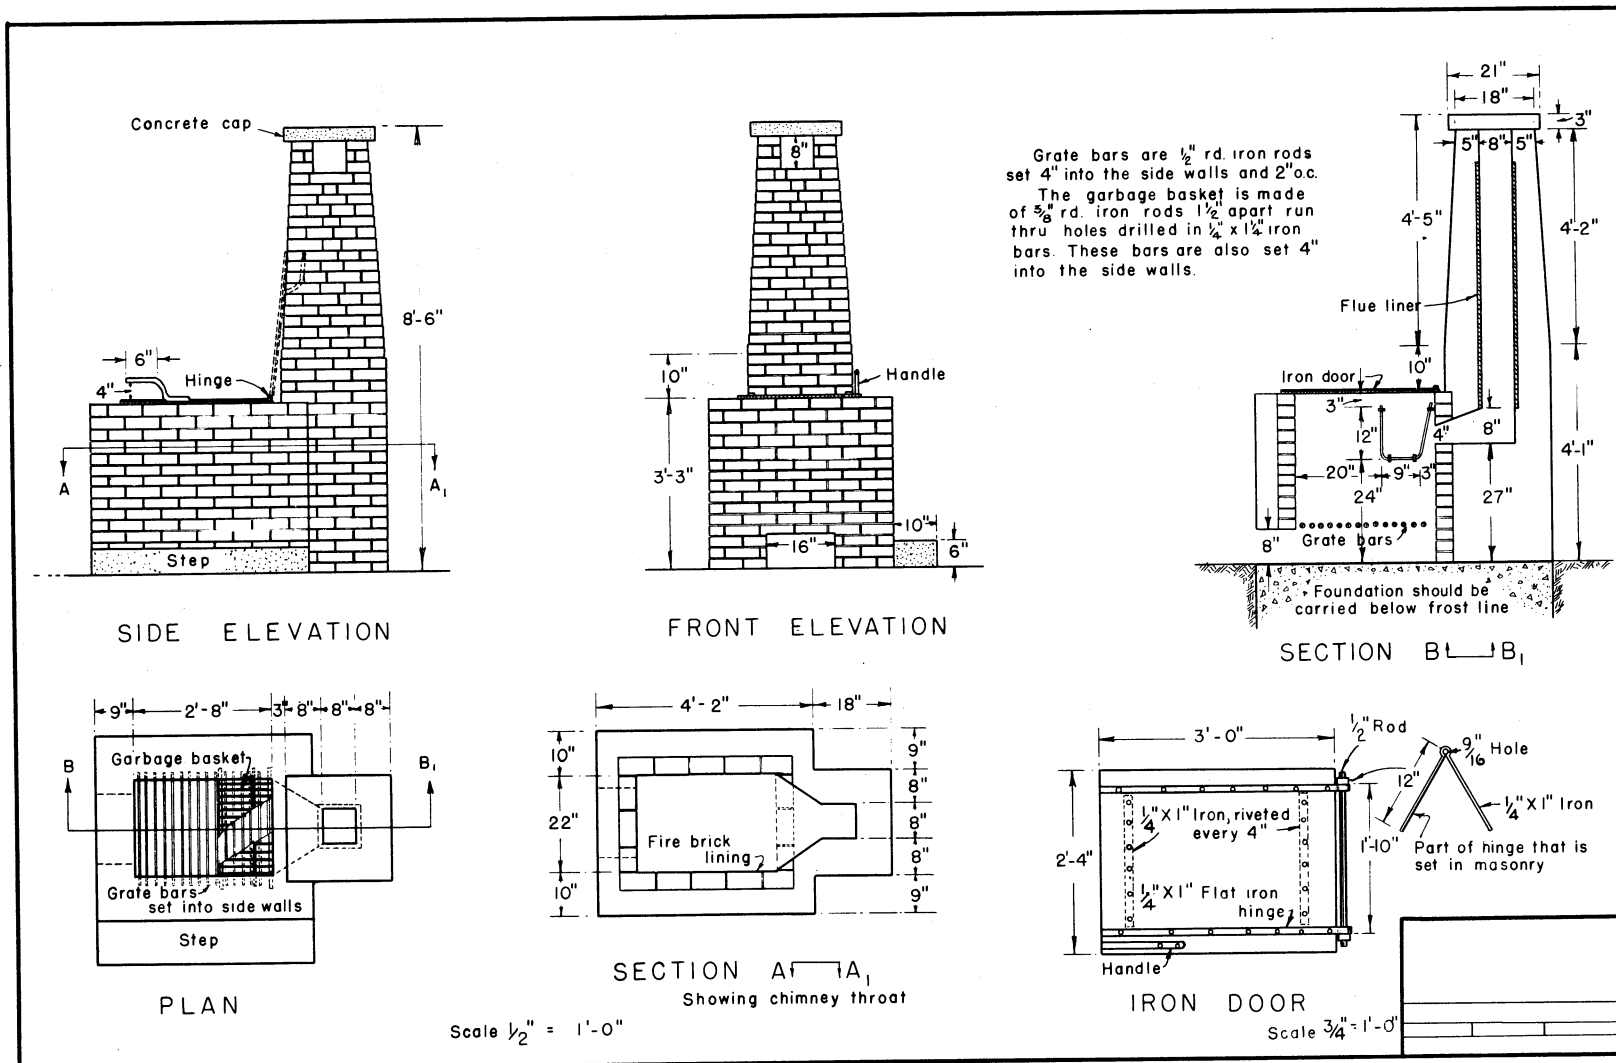 Concrete cap
6"
4"
Hinge
8'-6"
A
A₁
Step
SIDE ELEVATION
8"
10"
Handle
3'-3"
10"
16"
6"
FRONT ELEVATION
Grate bars are ½" rd. iron rods
set 4" into the side walls and 2" o.c.
The garbage basket is made
of ⅜" rd. iron rods 1½" apart run
thru' holes drilled in ¼" x 1¼" iron
bars. These bars are also set 4"
into the side walls.
21"
18"
3"
5" 8" 5"
4'-5"
4'-2"
Flue liner
10"
Iron door
3"
12"
4"
8"
20" 9" 3"
24"
27"
4'-1"
8"
Grate bars
Foundation should be
carried below frost line
SECTION B B₁
9" 2'-8" 3" 8" 8" 8"
Garbage basket
B
B₁
Grate bars
set into side walls
Step
PLAN
4'-2" 18"
10"
22"
10"
9"
8"
8"
8"
9"
Fire brick
lining
SECTION A A₁
Showing chimney throat
Scale ½" = 1'-0"
3'-0"
½" Rod
9/16" Hole
12"
¼" X 1" Iron
¼" X 1" Iron, riveted
every 4"
2'-4"
1'-10"
Part of hinge that is
set in masonry
¼" X 1" Flat iron
hinge
Handle
IRON DOOR
Scale ¾" = 1'-0"